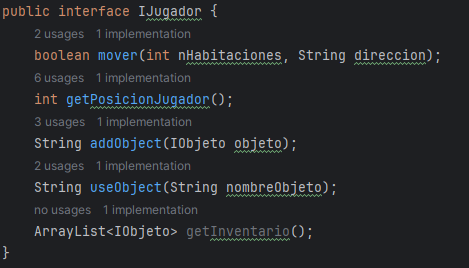 public interface IJugador {
2 usages   1 implementation
boolean mover(int nHabitaciones, String direccion);
6 usages   1 implementation
int getPosicionJugador();
3 usages   1 implementation
String addObject(IObjeto objeto);
2 usages   1 implementation
String useObject(String nombreObjeto);
no usages   1 implementation
ArrayList<IObjeto> getInventario();
}